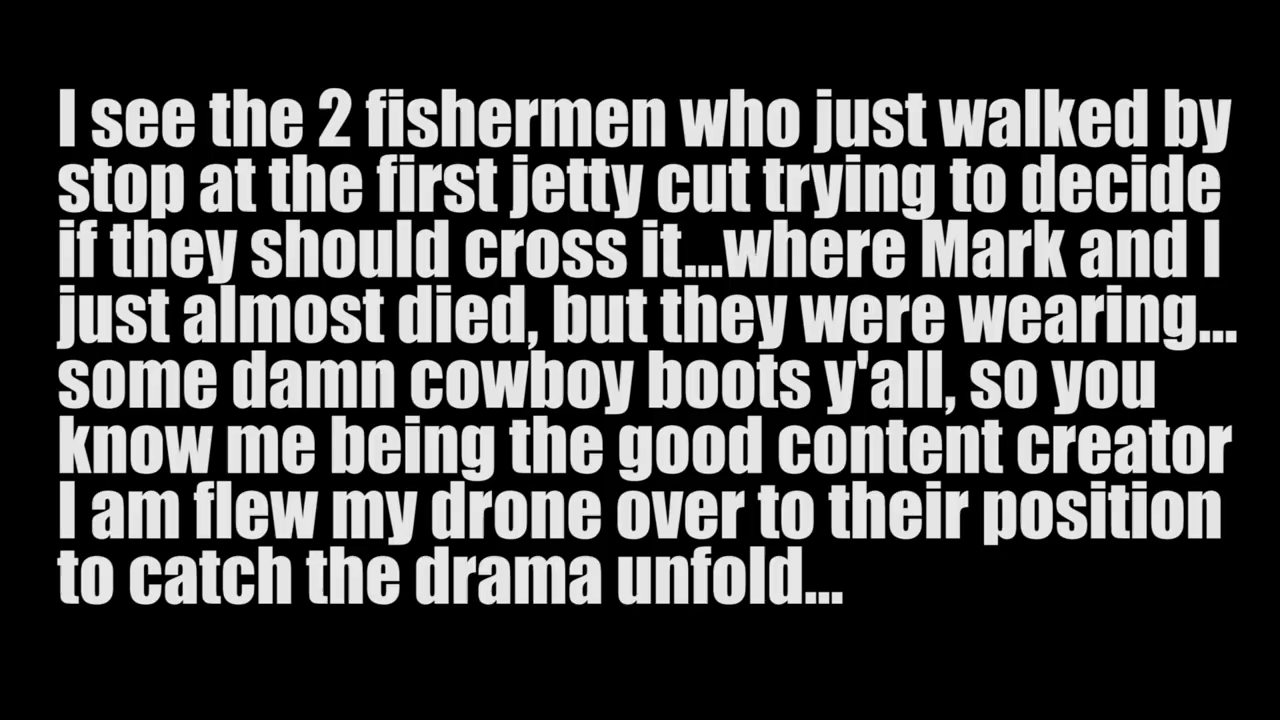 I see the 2 fishermen who just walked by
stop at the first jetty cut trying to decide
if they should cross it...where Mark and I
just almost died, but they were wearing...
some damn cowboy boots y'all, so you
know me being the good content creator
I am flew my drone over to their position
to catch the drama unfold...